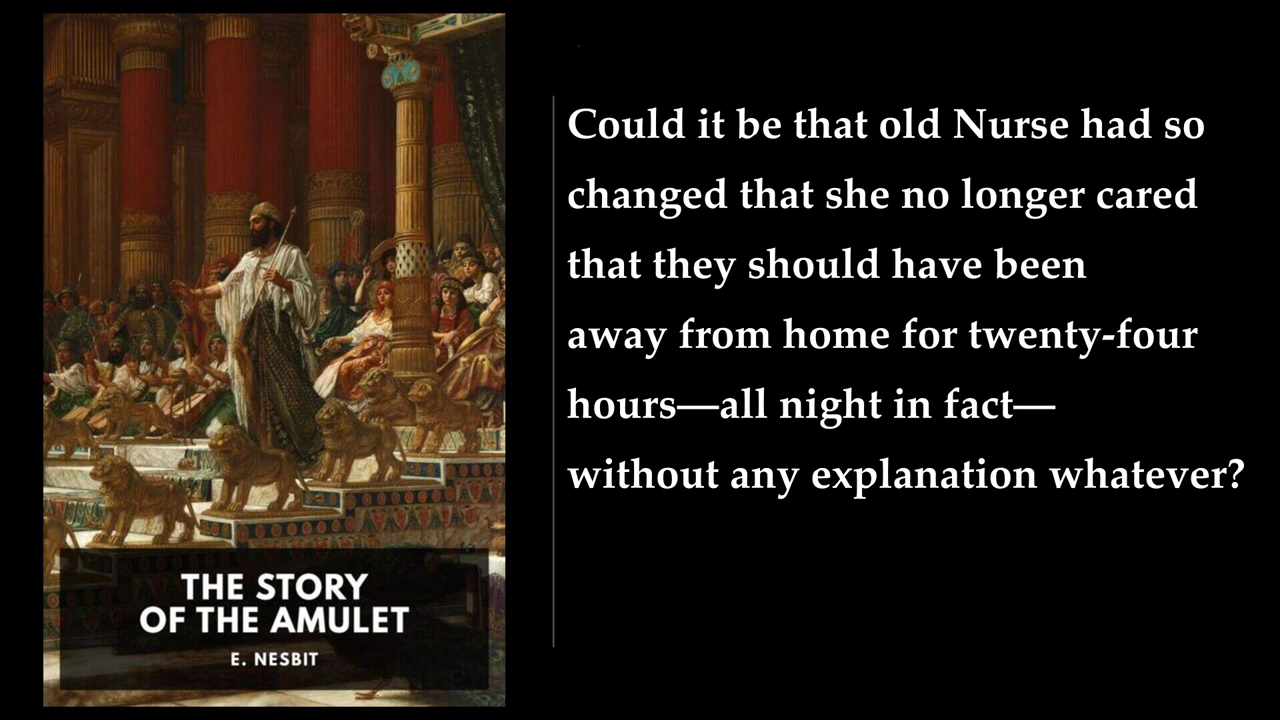 THE STORY
OF THE AMULET
E. NESBIT
Could it be that old Nurse had so
changed that she no longer cared
that they should have been
away from home for twenty-four
hours—all night in fact—
without any explanation whatever?